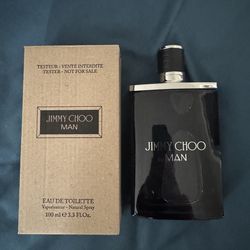 TESTEUR - VENTE INTERDITE
TESTER - NOT FOR SALE
JIMMY CHOO
MAN
EAU DE TOILETTE
Vaporisateur - Natural Spray
100 ml e 3.3 Fl.Oz.
JIMMY CHOO
MAN